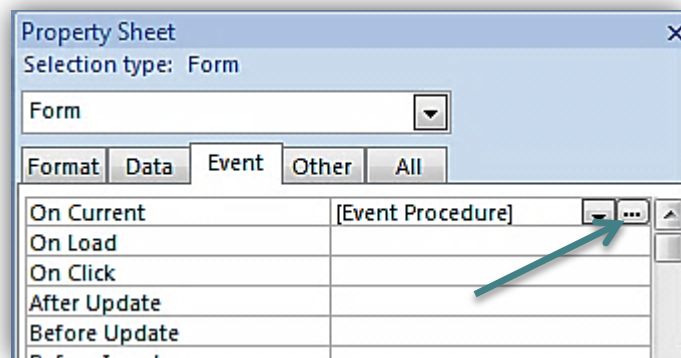 Property Sheet
Selection type: Form
Form
Format Data Event Other All
On Current [Event Procedure]
On Load
On Click
After Update
Before Update